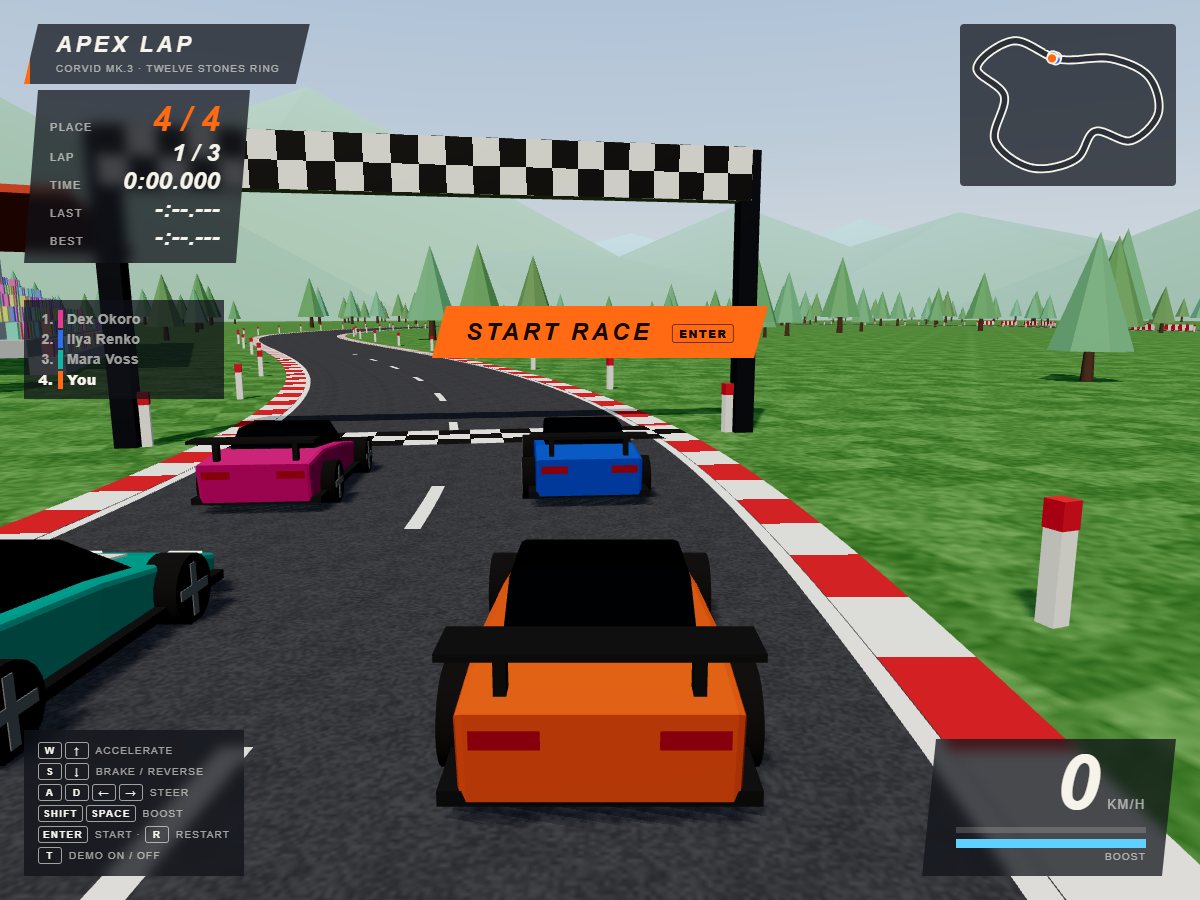 APEX LAP
CORVID MK.3 · TWELVE STONES RING
PLACE 4 / 4
LAP 1 / 3
TIME 0:00.000
LAST -:--.---
BEST -:--.---
1. Dex Okoro
2. Ilya Renko
3. Mara Voss
4. You
START RACE ENTER
W ↑ ACCELERATE
S ↓ BRAKE / REVERSE
A D ← → STEER
SHIFT SPACE BOOST
ENTER START · R RESTART
T DEMO ON / OFF
0 KM/H
BOOST